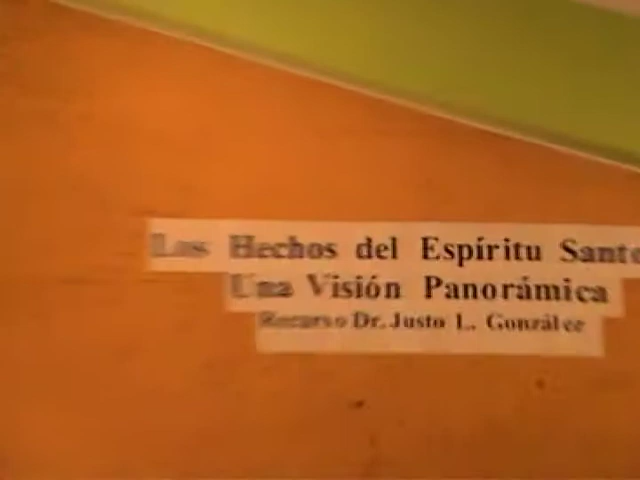 Los Hechos del Espíritu Santo
Una Visión Panorámica
Recurso Dr. Justo L. González